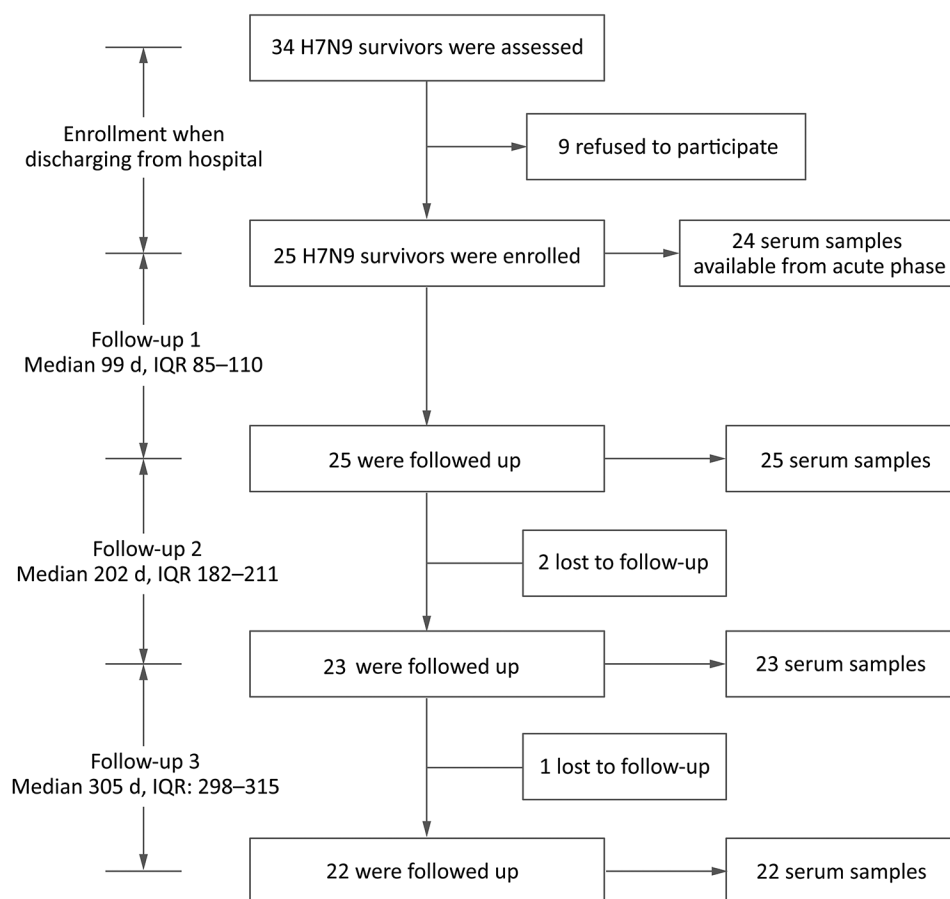 34 H7N9 survivors were assessed
Enrollment when
discharging from hospital
9 refused to participate
25 H7N9 survivors were enrolled
24 serum samples
available from acute phase
Follow-up 1
Median 99 d, IQR 85–110
25 were followed up
25 serum samples
Follow-up 2
Median 202 d, IQR 182–211
2 lost to follow-up
23 were followed up
23 serum samples
Follow-up 3
Median 305 d, IQR: 298–315
1 lost to follow-up
22 were followed up
22 serum samples